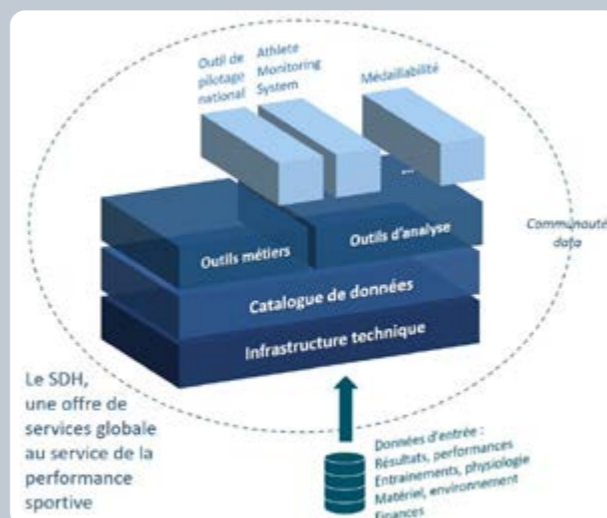 Outil de
pilotage
national
Athlete
Monitoring
System
Médaillabilité
...
Outils métiers
Outils d'analyse
Communauté
data
Catalogue de données
Infrastructure technique
Le SDH,
une offre de
services globale
au service de la
performance
sportive
Données d'entrée :
Résultats, performances
Entrainements, physiologie
Matériel, environnement
Finances